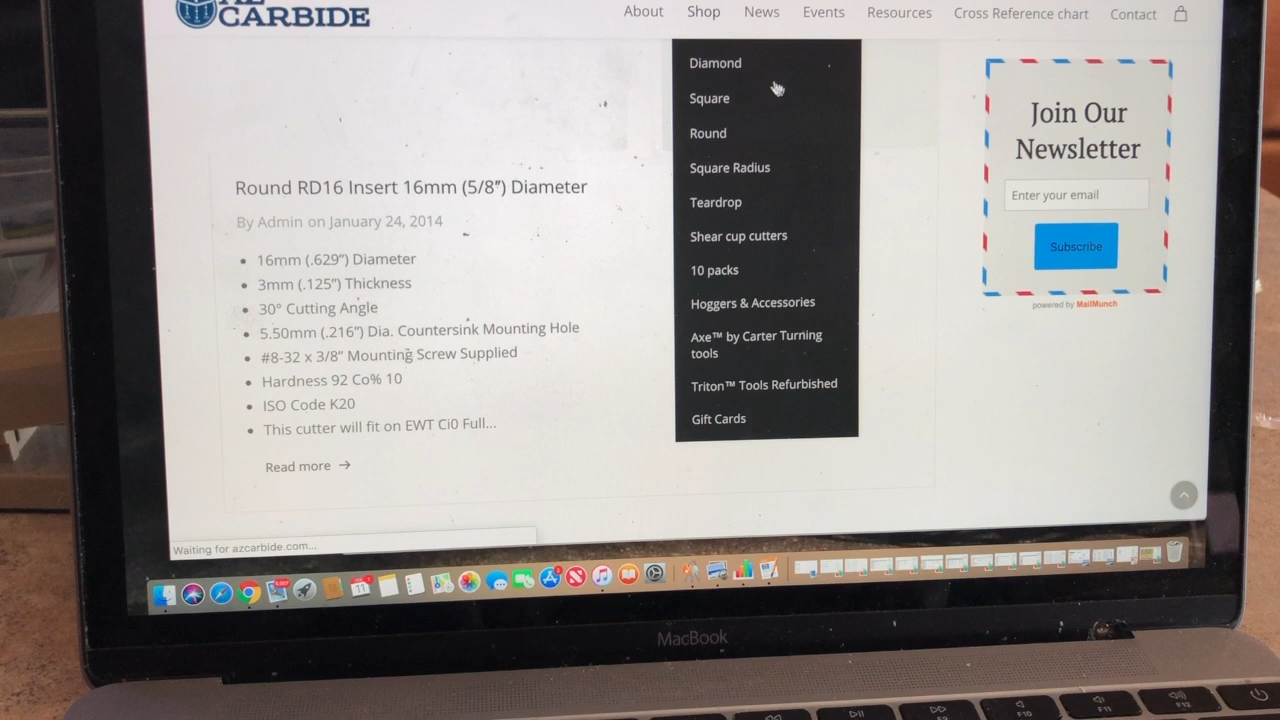 CARBIDE
About Shop News Events Resources Cross Reference chart Contact
Diamond
Square
Round
Square Radius
Teardrop
Shear cup cutters
10 packs
Hoggers & Accessories
Axe™ by Carter Turning
tools
Triton™ Tools Refurbished
Gift Cards
Round RD16 Insert 16mm (5/8″) Diameter
By Admin on January 24, 2014
• 16mm (.629”) Diameter
• 3mm (.125”) Thickness
• 30° Cutting Angle
• 5.50mm (.216”) Dia. Countersink Mounting Hole
• #8-32 x 3/8” Mounting Screw Supplied
• Hardness 92 Co% 10
• ISO Code K20
• This cutter will fit on EWT Ci0 Full...
Read more →
Join Our
Newsletter
Enter your email
Subscribe
powered by MailMunch
Waiting for azcarbide.com...
11
MacBook
F10
F11
F12